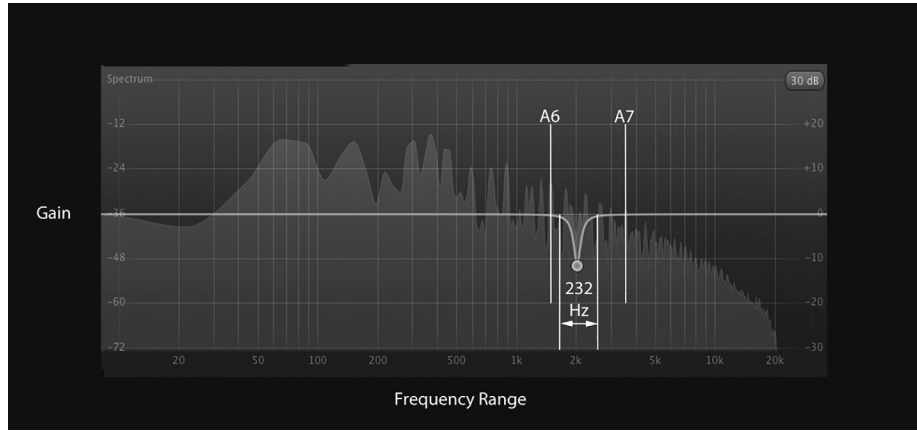 Spectrum
30 dB
A6 A7
-12 +20
-24 +10
Gain -36 0
-48 -10
232
-60 -20
Hz
-72 -30
20 50 100 200 500 1k 2k 5k 10k 20k
Frequency Range